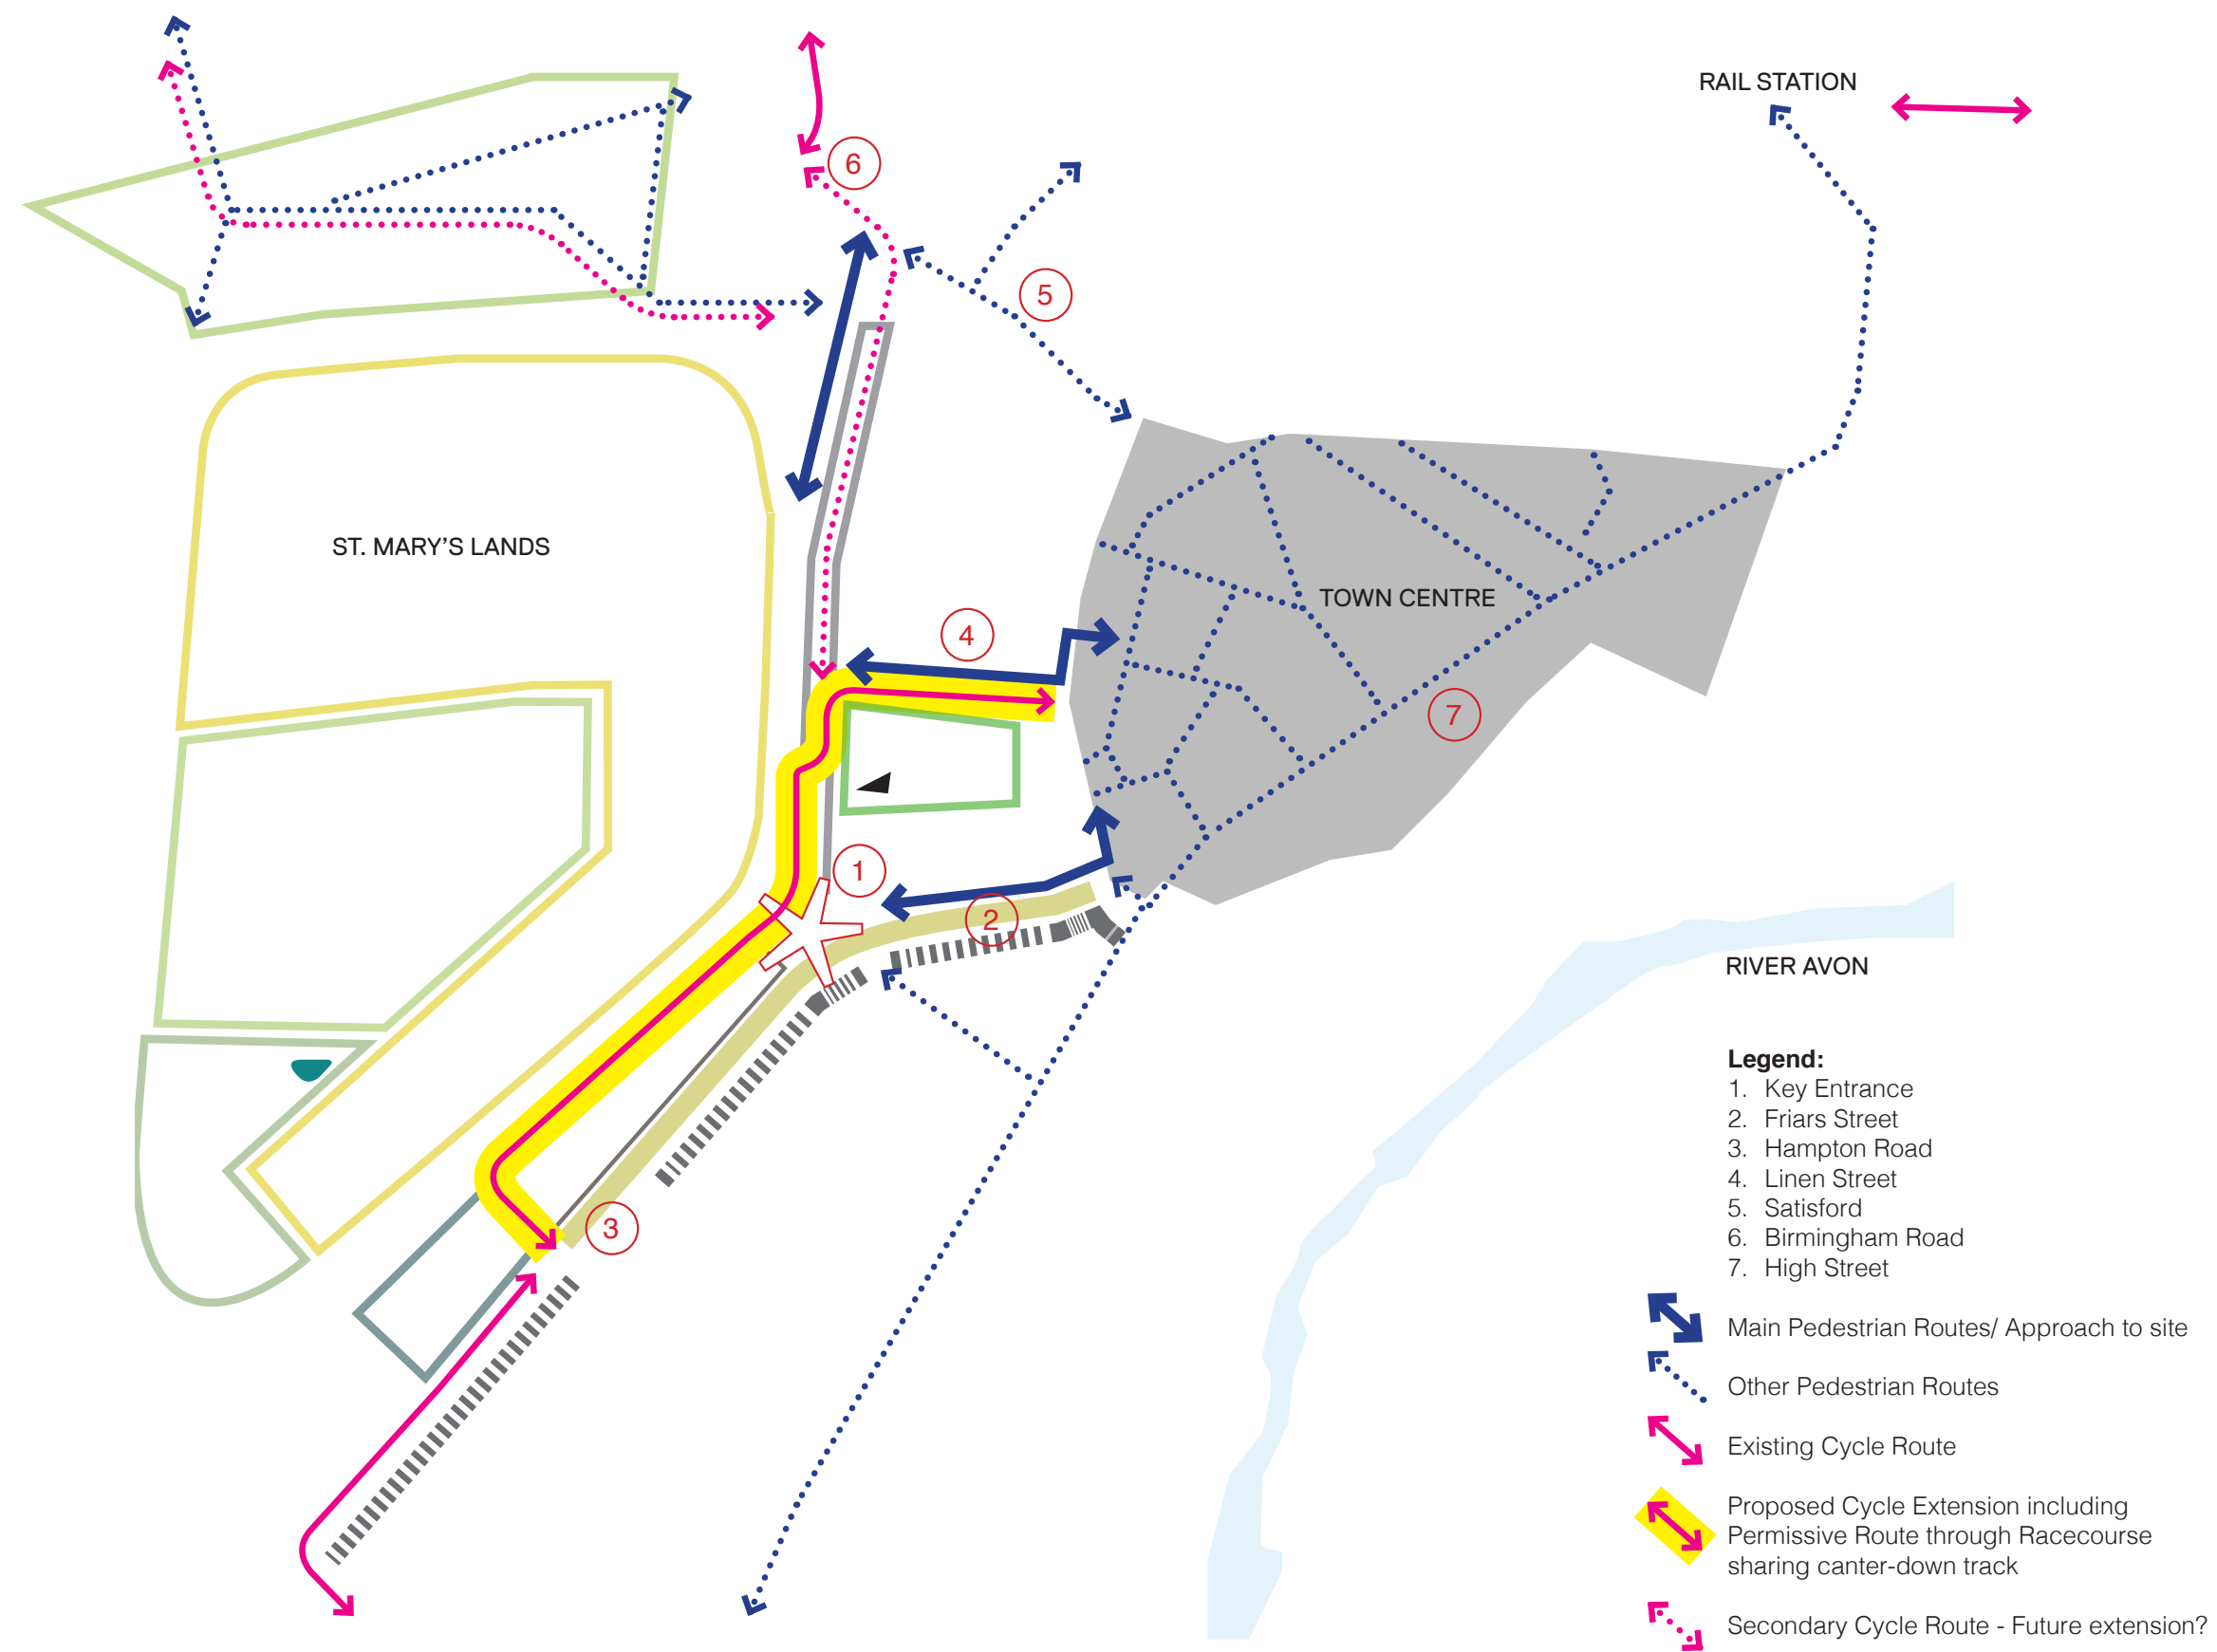 RAIL STATION
6
5
ST. MARY'S LANDS
TOWN CENTRE
4
7
1
2
RIVER AVON
3
Legend:
1. Key Entrance
2. Friars Street
3. Hampton Road
4. Linen Street
5. Satisford
6. Birmingham Road
7. High Street
Main Pedestrian Routes/ Approach to site
Other Pedestrian Routes
Existing Cycle Route
Proposed Cycle Extension including
Permissive Route through Racecourse
sharing canter-down track
Secondary Cycle Route - Future extension?